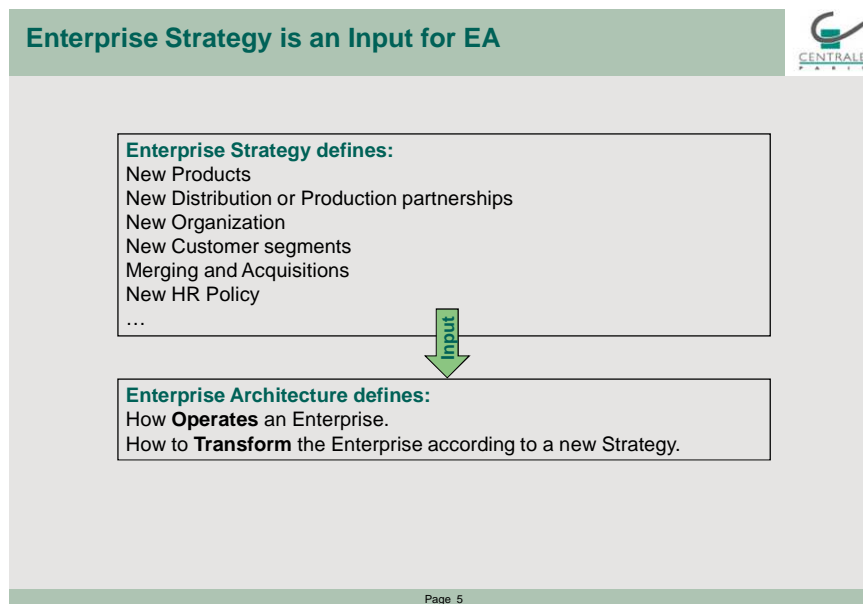 Enterprise Strategy is an Input for EA
CENTRALE
PARIS
Enterprise Strategy defines:
New Products
New Distribution or Production partnerships
New Organization
New Customer segments
Merging and Acquisitions
New HR Policy
…
Input
Enterprise Architecture defines:
How Operates an Enterprise.
How to Transform the Enterprise according to a new Strategy.
Page 5